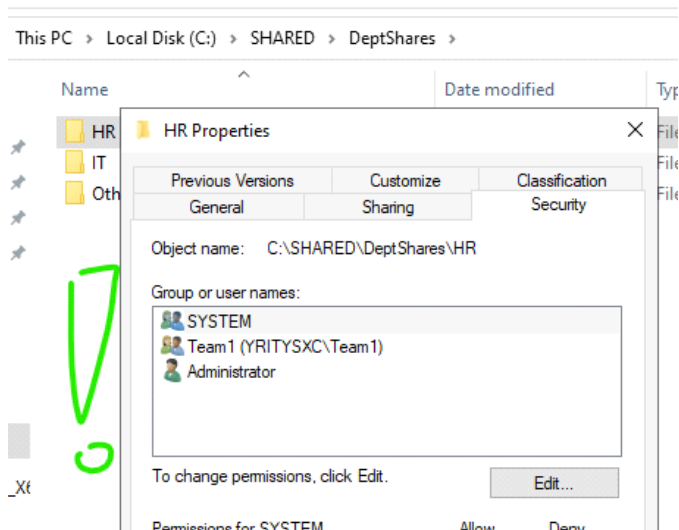 This PC > Local Disk (C:) > SHARED > DeptShares >
Name Date modified
HR
IT
HR Properties
Previous Versions Customize Classification
General Sharing Security
Object name: C:\SHARED\DeptShares\HR
Group or user names:
SYSTEM
Team1 (YRITYSXC\Team1)
Administrator
To change permissions, click Edit.
Edit...
_X
Permissions for SYSTEM Allow Deny